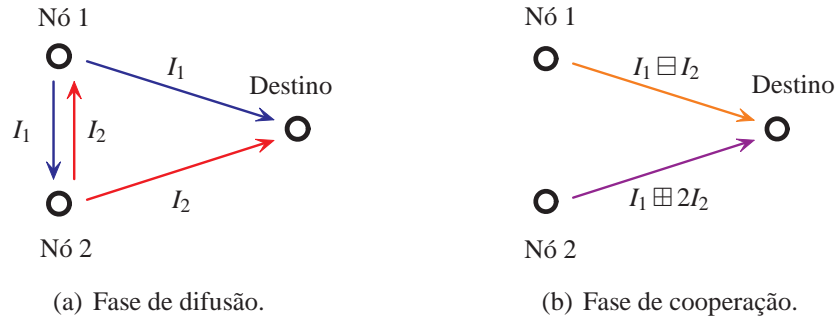 Nó 1
I₁
Destino
I₁
I₂
I₂
Nó 2
(a) Fase de difusão.
Nó 1
I₁ ⊟ I₂
Destino
I₁ ⊞ 2I₂
Nó 2
(b) Fase de cooperação.